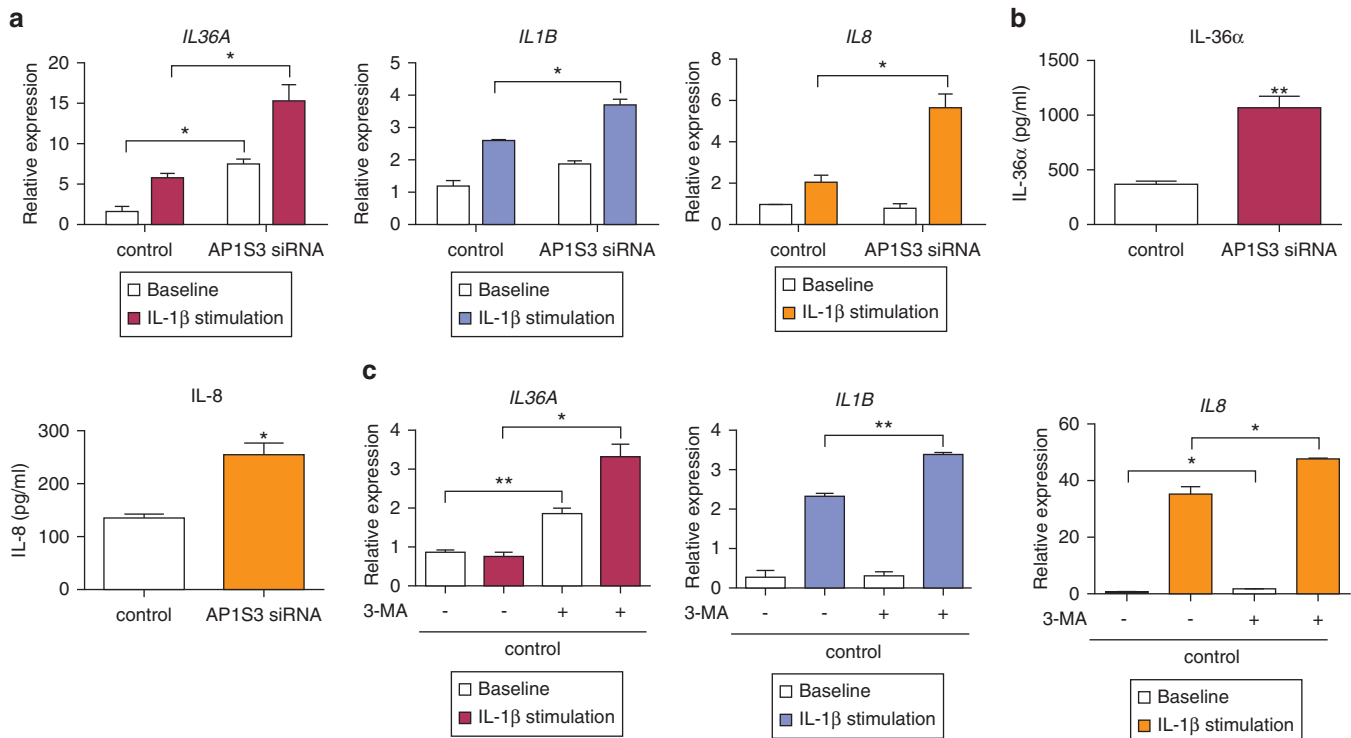 a
IL36A
Relative expression
20
15
10
5
0
*
*
control
AP1S3 siRNA
Baseline
IL-1β stimulation
IL1B
Relative expression
5
4
3
2
1
0
*
control
AP1S3 siRNA
Baseline
IL-1β stimulation
IL8
Relative expression
8
6
4
2
0
*
control
AP1S3 siRNA
Baseline
IL-1β stimulation
b
IL-36α
IL-36α (pg/ml)
1500
1000
500
0
**
control
AP1S3 siRNA
IL-8
IL-8 (pg/ml)
300
200
100
0
*
control
AP1S3 siRNA
c
IL36A
Relative expression
4
3
2
1
0
**
*
3-MA - - + +
control
Baseline
IL-1β stimulation
IL1B
Relative expression
4
3
2
1
0
**
3-MA - - + +
control
Baseline
IL-1β stimulation
IL8
Relative expression
60
40
20
0
*
*
3-MA - - + +
control
Baseline
IL-1β stimulation